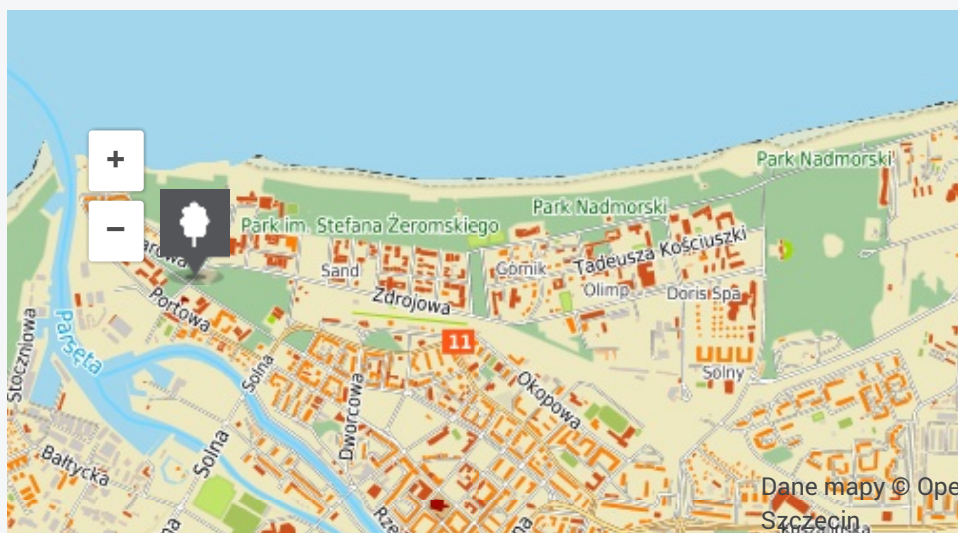 +
Park Nadmorski
−
Park im. Stefana Żeromskiego
Park Nadmorski
Tadeusza Kościuszki
Sand
Górnik
Portowa
Zdrojowa
Olimp
Doris Spa
Parsęta
11
Stoczniowa
Solna
Solny
Dworcowa
Okopowa
Solna
Bałtycka
Dane mapy © Ope
Szczecin